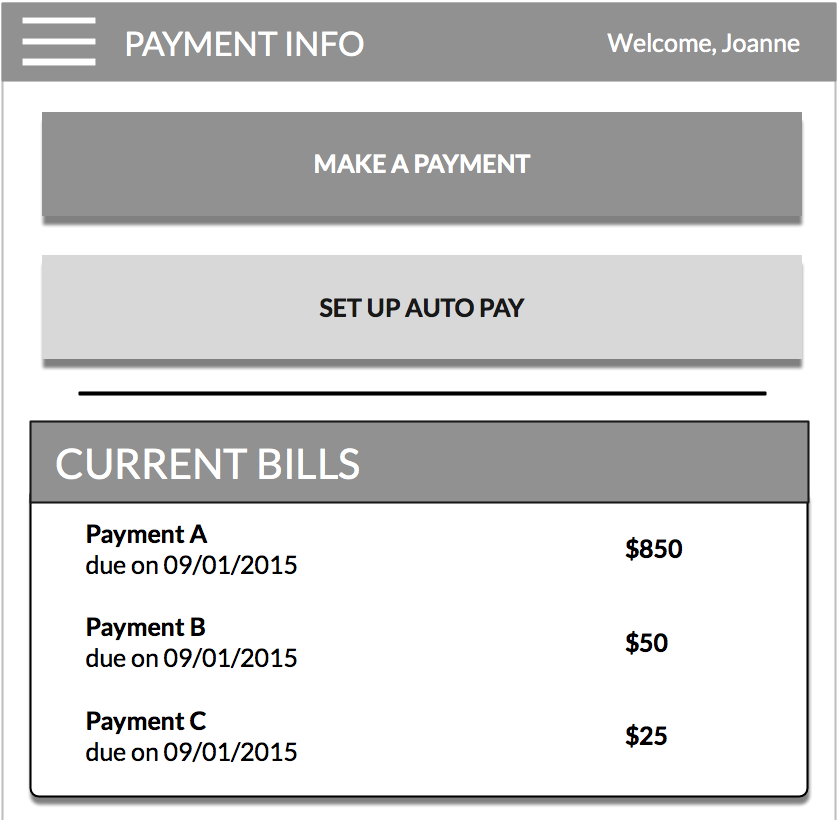 PAYMENT INFO
Welcome, Joanne
MAKE A PAYMENT
SET UP AUTO PAY
CURRENT BILLS
Payment A
due on 09/01/2015
$850
Payment B
due on 09/01/2015
$50
Payment C
due on 09/01/2015
$25